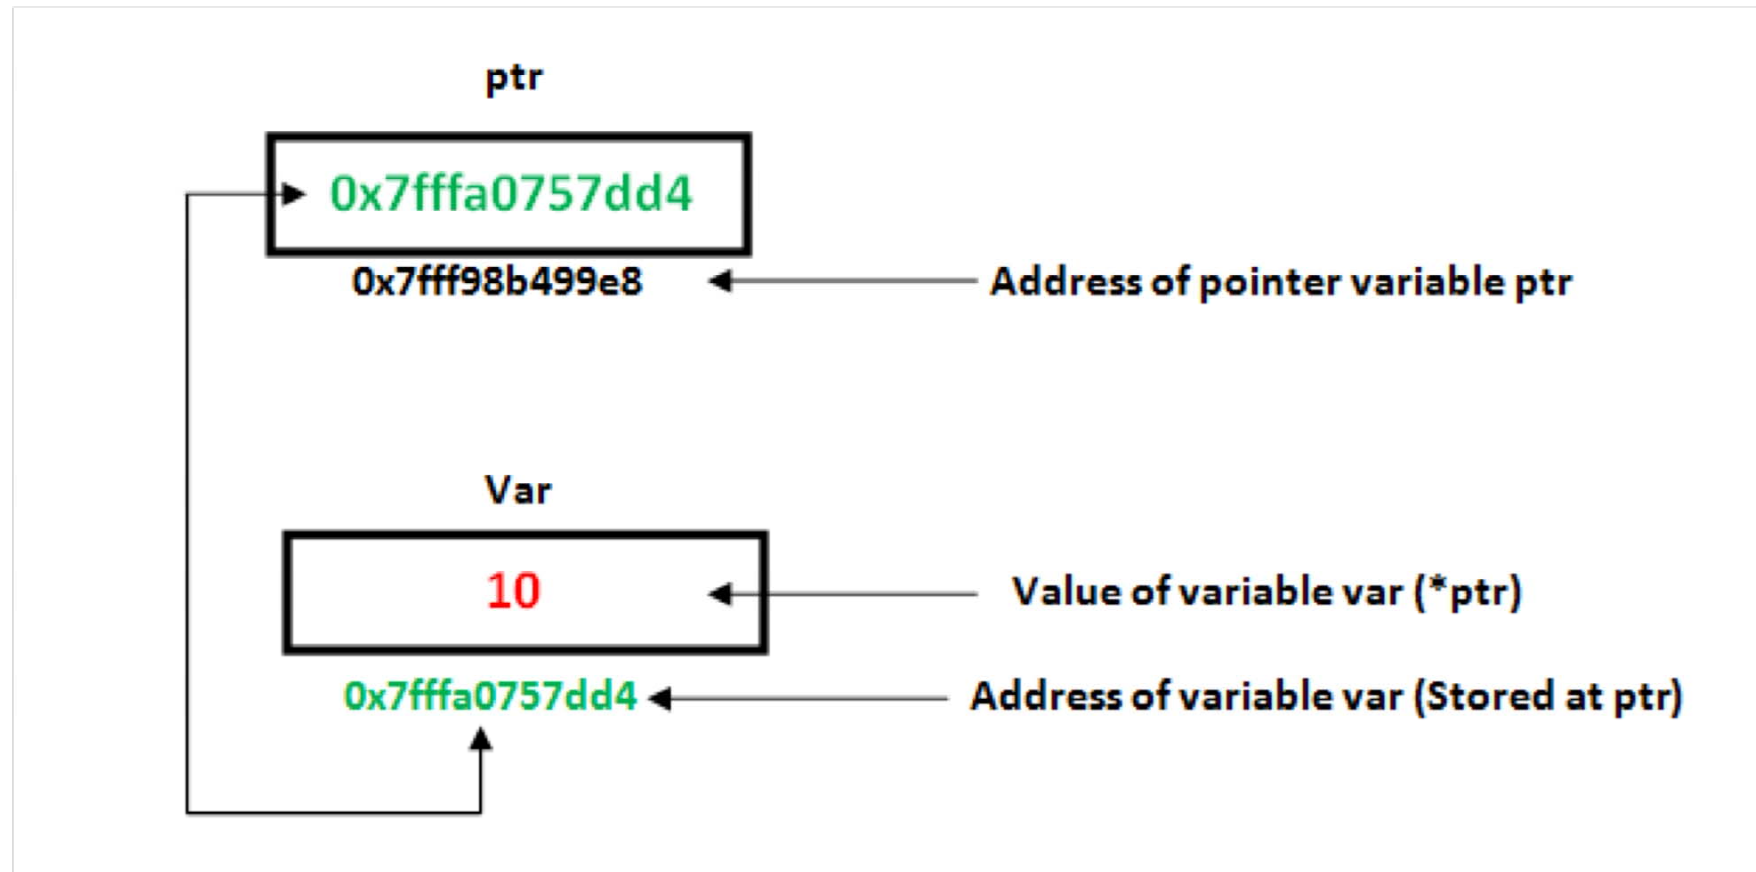 ptr
0x7fffa0757dd4
0x7fff98b499e8
Address of pointer variable ptr
Var
10
Value of variable var (*ptr)
0x7fffa0757dd4
Address of variable var (Stored at ptr)